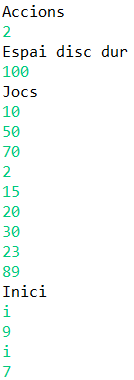 Accions
2
Espai disc dur
100
Jocs
10
50
70
2
15
20
30
23
89
Inici
i
9
i
7